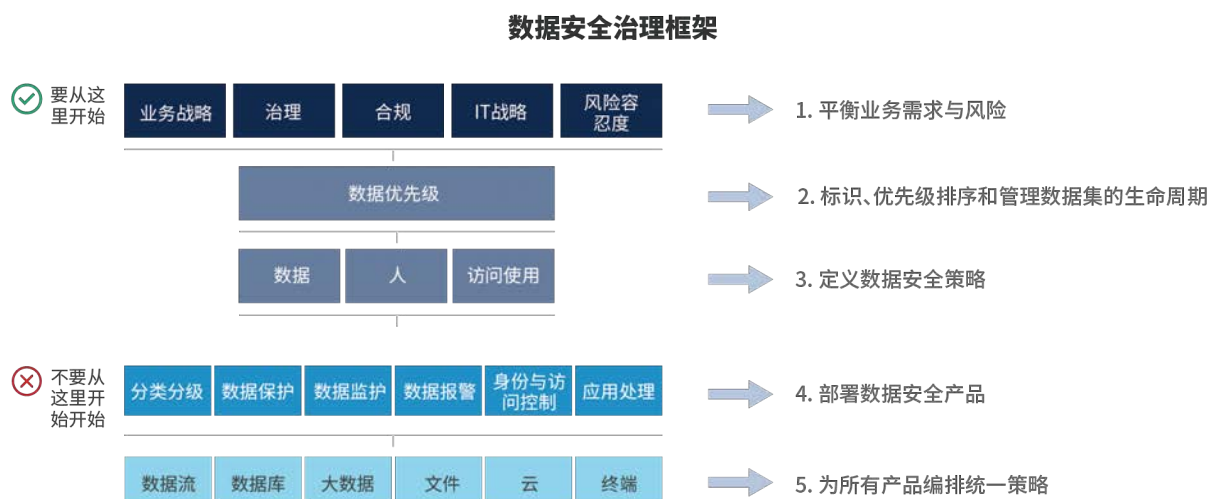 数据安全治理框架
要从这
里开始
业务战略
治理
合规
IT战略
风险容
忍度
1. 平衡业务需求与风险
数据优先级
2. 标识、优先级排序和管理数据集的生命周期
数据
人
访问使用
3. 定义数据安全策略
不要从
这里开
始开始
分类分级
数据保护
数据监护
数据报警
身份与访
问控制
应用处理
4. 部署数据安全产品
数据流
数据库
大数据
文件
云
终端
5. 为所有产品编排统一策略